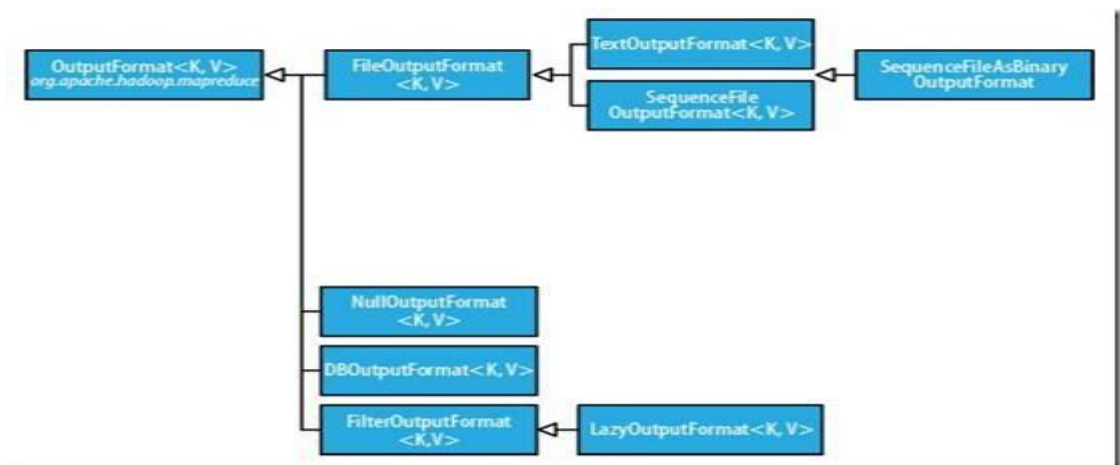 OutputFormat<K, V>
org.apache.hadoop.mapreduce
FileOutputFormat
<K, V>
TextOutputFormat<K, V>
SequenceFile
OutputFormat<K, V>
SequenceFileAsBinary
OutputFormat
NullOutputFormat
<K, V>
DBOutputFormat<K, V>
FilterOutputFormat
<K,V>
LazyOutputFormat<K, V>